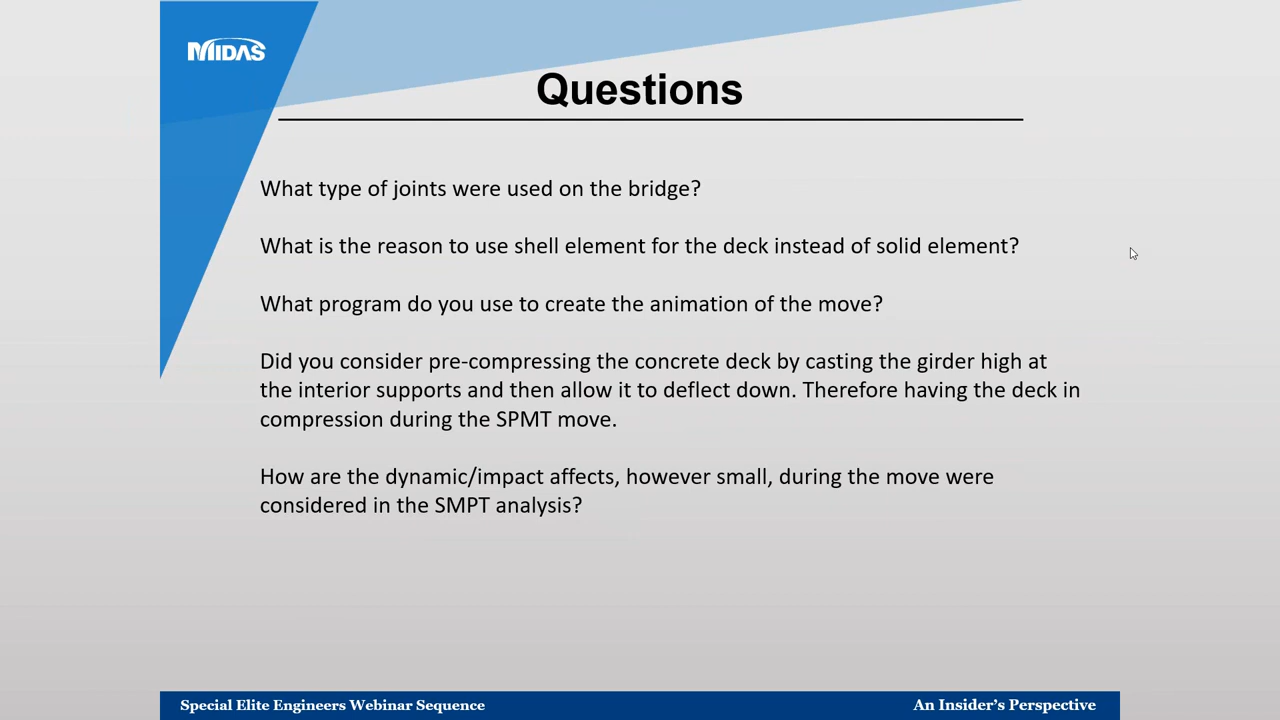 MIDAS
Questions
What type of joints were used on the bridge?
What is the reason to use shell element for the deck instead of solid element?
What program do you use to create the animation of the move?
Did you consider pre-compressing the concrete deck by casting the girder high at
the interior supports and then allow it to deflect down. Therefore having the deck in
compression during the SPMT move.
How are the dynamic/impact affects, however small, during the move were
considered in the SMPT analysis?
Special Elite Engineers Webinar Sequence
An Insider’s Perspective